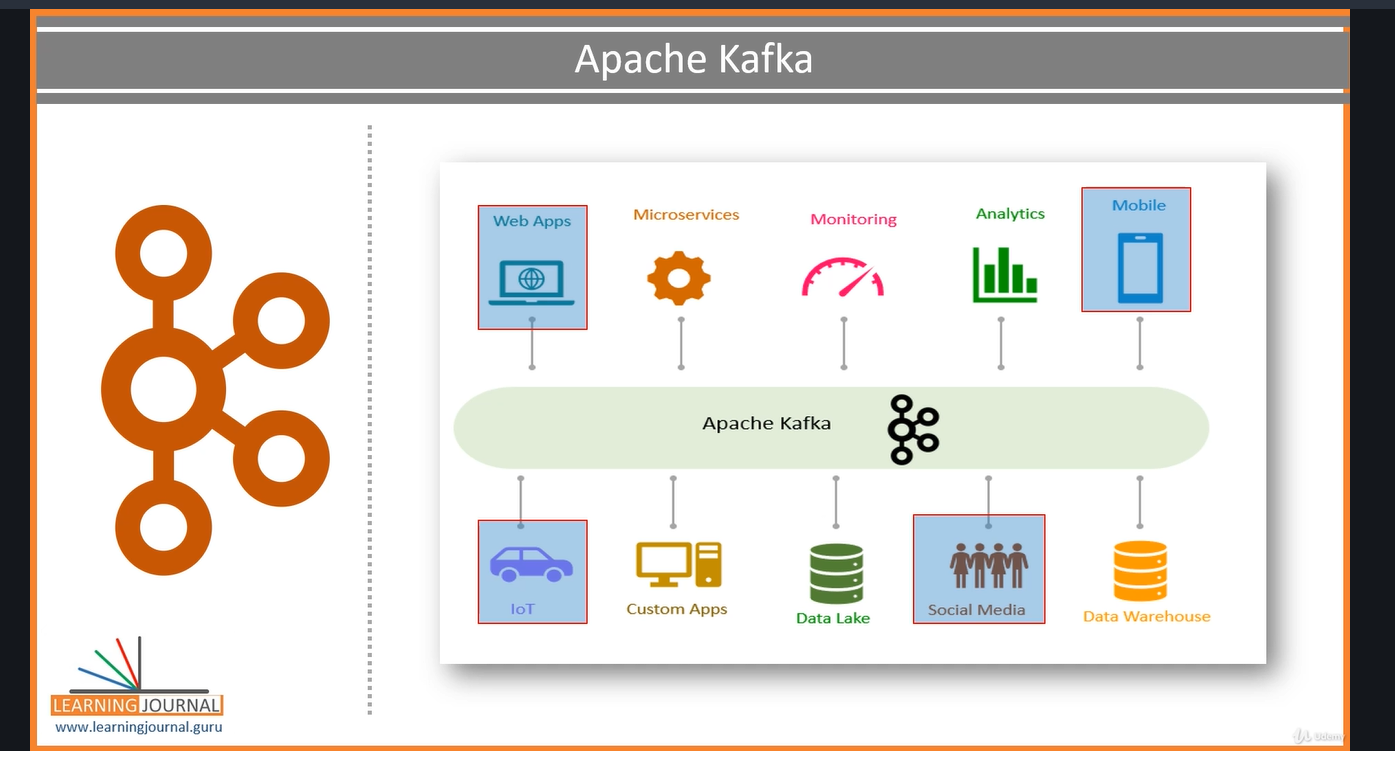 Apache Kafka
Web Apps
Microservices
Monitoring
Analytics
Mobile
Apache Kafka
IoT
Custom Apps
Data Lake
Social Media
Data Warehouse
LEARNING JOURNAL
www.learningjournal.guru
Udemy